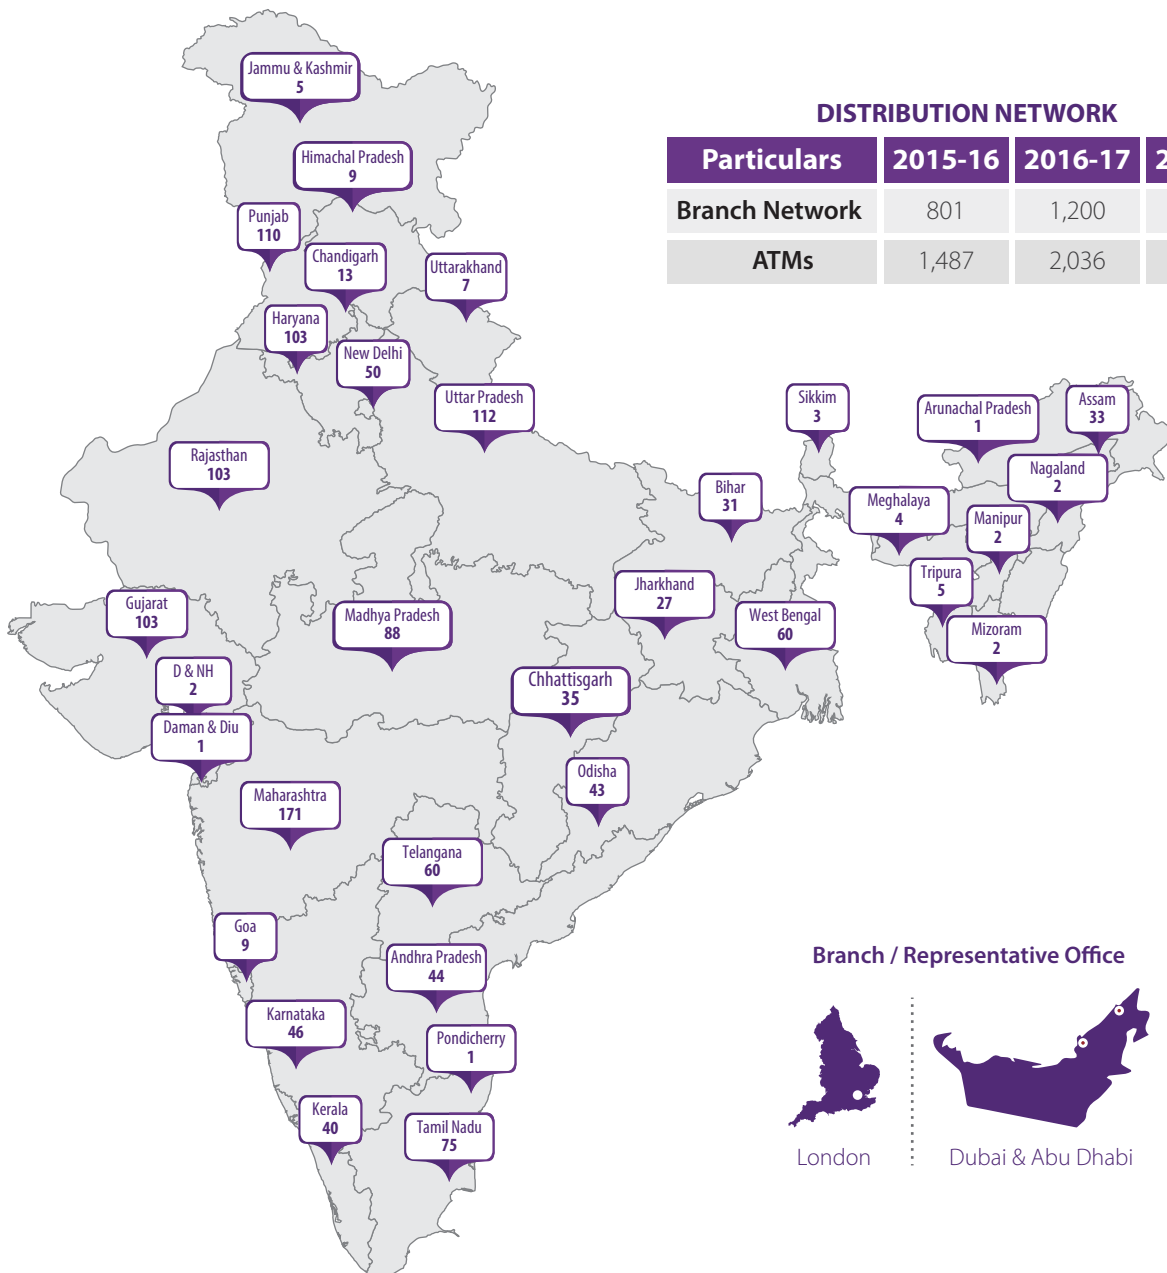 DISTRIBUTION NETWORK
Particulars 2015-16 2016-17 2
Branch Network 801 1,200
ATMs 1,487 2,036
Jammu & Kashmir
5
Himachal Pradesh
9
Punjab
110
Chandigarh
13
Uttarakhand
7
Haryana
103
New Delhi
50
Uttar Pradesh
112
Rajasthan
103
Sikkim
3
Arunachal Pradesh
1
Assam
33
Nagaland
2
Bihar
31
Meghalaya
4
Manipur
2
Tripura
5
Mizoram
2
Jharkhand
27
West Bengal
60
Gujarat
103
Madhya Pradesh
88
D & NH
2
Daman & Diu
1
Chhattisgarh
35
Odisha
43
Maharashtra
171
Telangana
60
Goa
9
Andhra Pradesh
44
Karnataka
46
Pondicherry
1
Kerala
40
Tamil Nadu
75
Branch / Representative Office
London
Dubai & Abu Dhabi